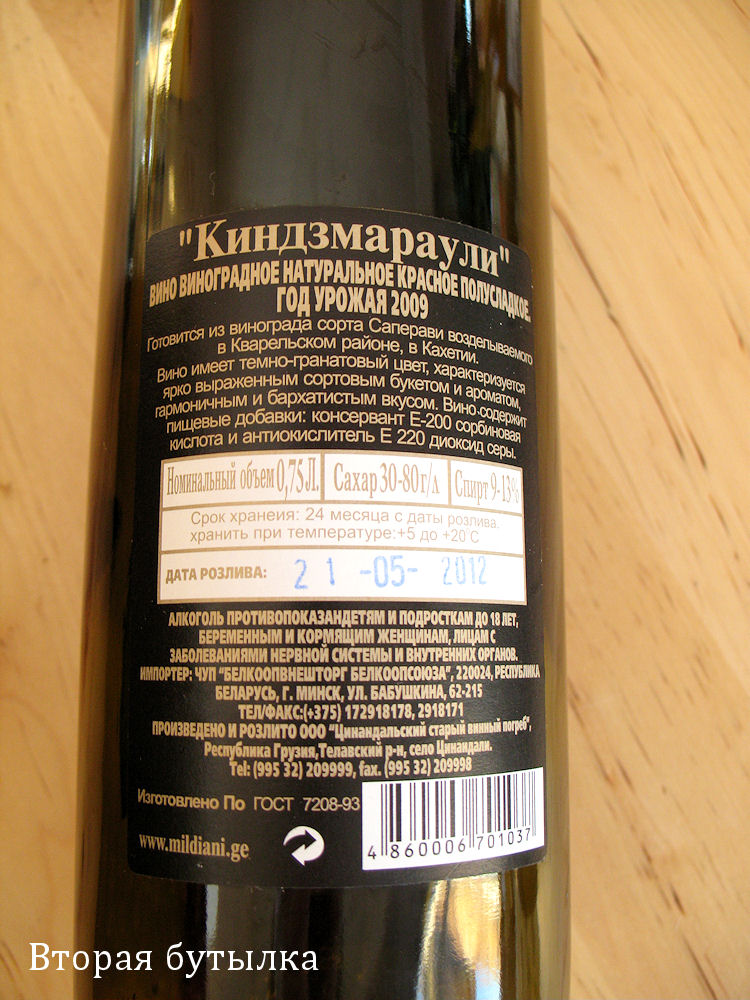 "Киндзмараули"
ВИНО ВИНОГРАДНОЕ НАТУРАЛЬНОЕ КРАСНОЕ ПОЛУСЛАДКОЕ.
ГОД УРОЖАЯ 2009
Готовится из винограда сорта Саперави возделываемого
в Кварельском районе, в Кахетии.
Вино имеет темно-гранатовый цвет, характеризуется
ярко выраженным сортовым букетом и ароматом,
гармоничным и бархатистым вкусом. Вино содержит
пищевые добавки: консервант Е-200 сорбиновая
кислота и антиокислитель Е 220 диоксид серы.
Номинальный объем 0,75 Л. Сахар 30-80г/л Спирт 9-13%
Срок хранеия: 24 месяца с даты розлива.
хранить при температуре:+5 до +20˚C
ДАТА РОЗЛИВА: 21 -05- 2012
АЛКОГОЛЬ ПРОТИВОПОКАЗАНДЕТЯМ И ПОДРОСТКАМ ДО 18 ЛЕТ,
БЕРЕМЕННЫМ И КОРМЯЩИМ ЖЕНЩИНАМ, ЛИЦАМ С
ЗАБОЛЕВАНИЯМИ НЕРВНОЙ СИСТЕМЫ И ВНУТРЕННИХ ОРГАНОВ.
ИМПОРТЕР: ЧУП "БЕЛКООПВНЕШТОРГ БЕЛКООПСОЮЗА", 220024, РЕСПУБЛИКА
БЕЛАРУСЬ, Г. МИНСК, УЛ. БАБУШКИНА, 62-215
ТЕЛ/ФАКС:(+375) 172918178, 2918171
ПРОИЗВЕДЕНО И РОЗЛИТО ООО "Цинандальский старый винный погреб",
Республика Грузия,Телавский р-н, село Цинандали.
Tel: (995 32) 209999, fax. (995 32) 209998
Изготовлено По ГОСТ 7208-93
www.mildiani.ge
4 860006 701037
Вторая бутылка